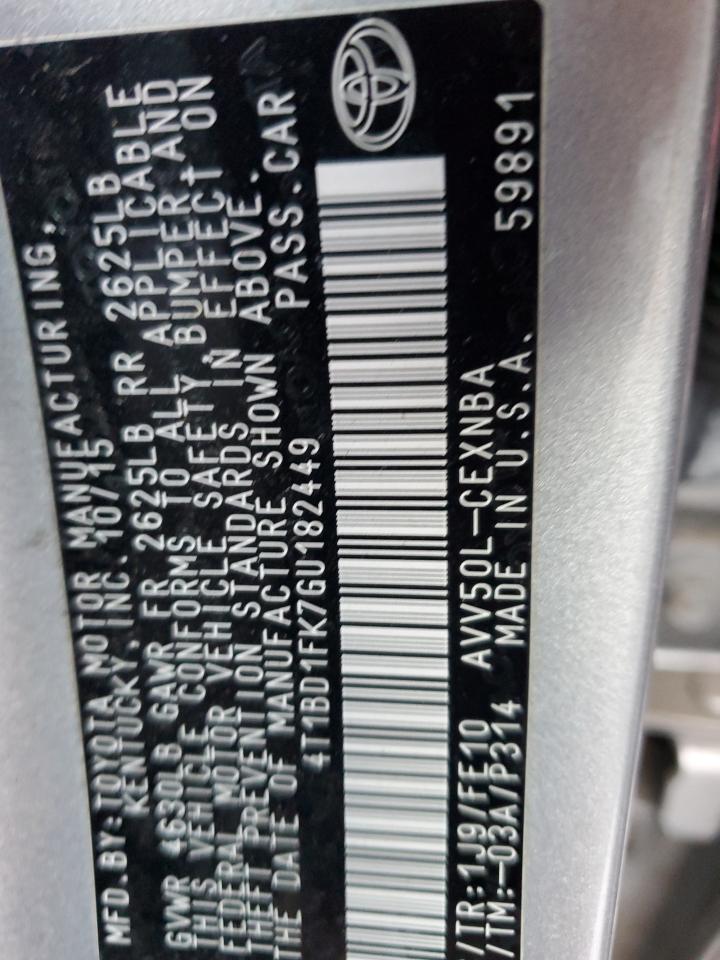 MFD.BY:TOYOTA MOTOR MANUFACTURING,
KENTUCKY,INC. 10/15
GVWR 4630LB GAWR FR 2625LB RR 2625LB
THIS VEHICLE CONFORMS TO ALL APPLICABLE
FEDERAL MOTOR VEHICLE SAFETY,BUMPER,AND
THEFT PREVENTION STANDARDS IN EFFECT ON
THE DATE OF MANUFACTURE SHOWN ABOVE.
4T1BD1FK7GU182449 PASS.CAR
/TR:1J9/FE10 AVV50L-CEXNBA
/TM:-03A/P314 MADE IN U.S.A. 59891